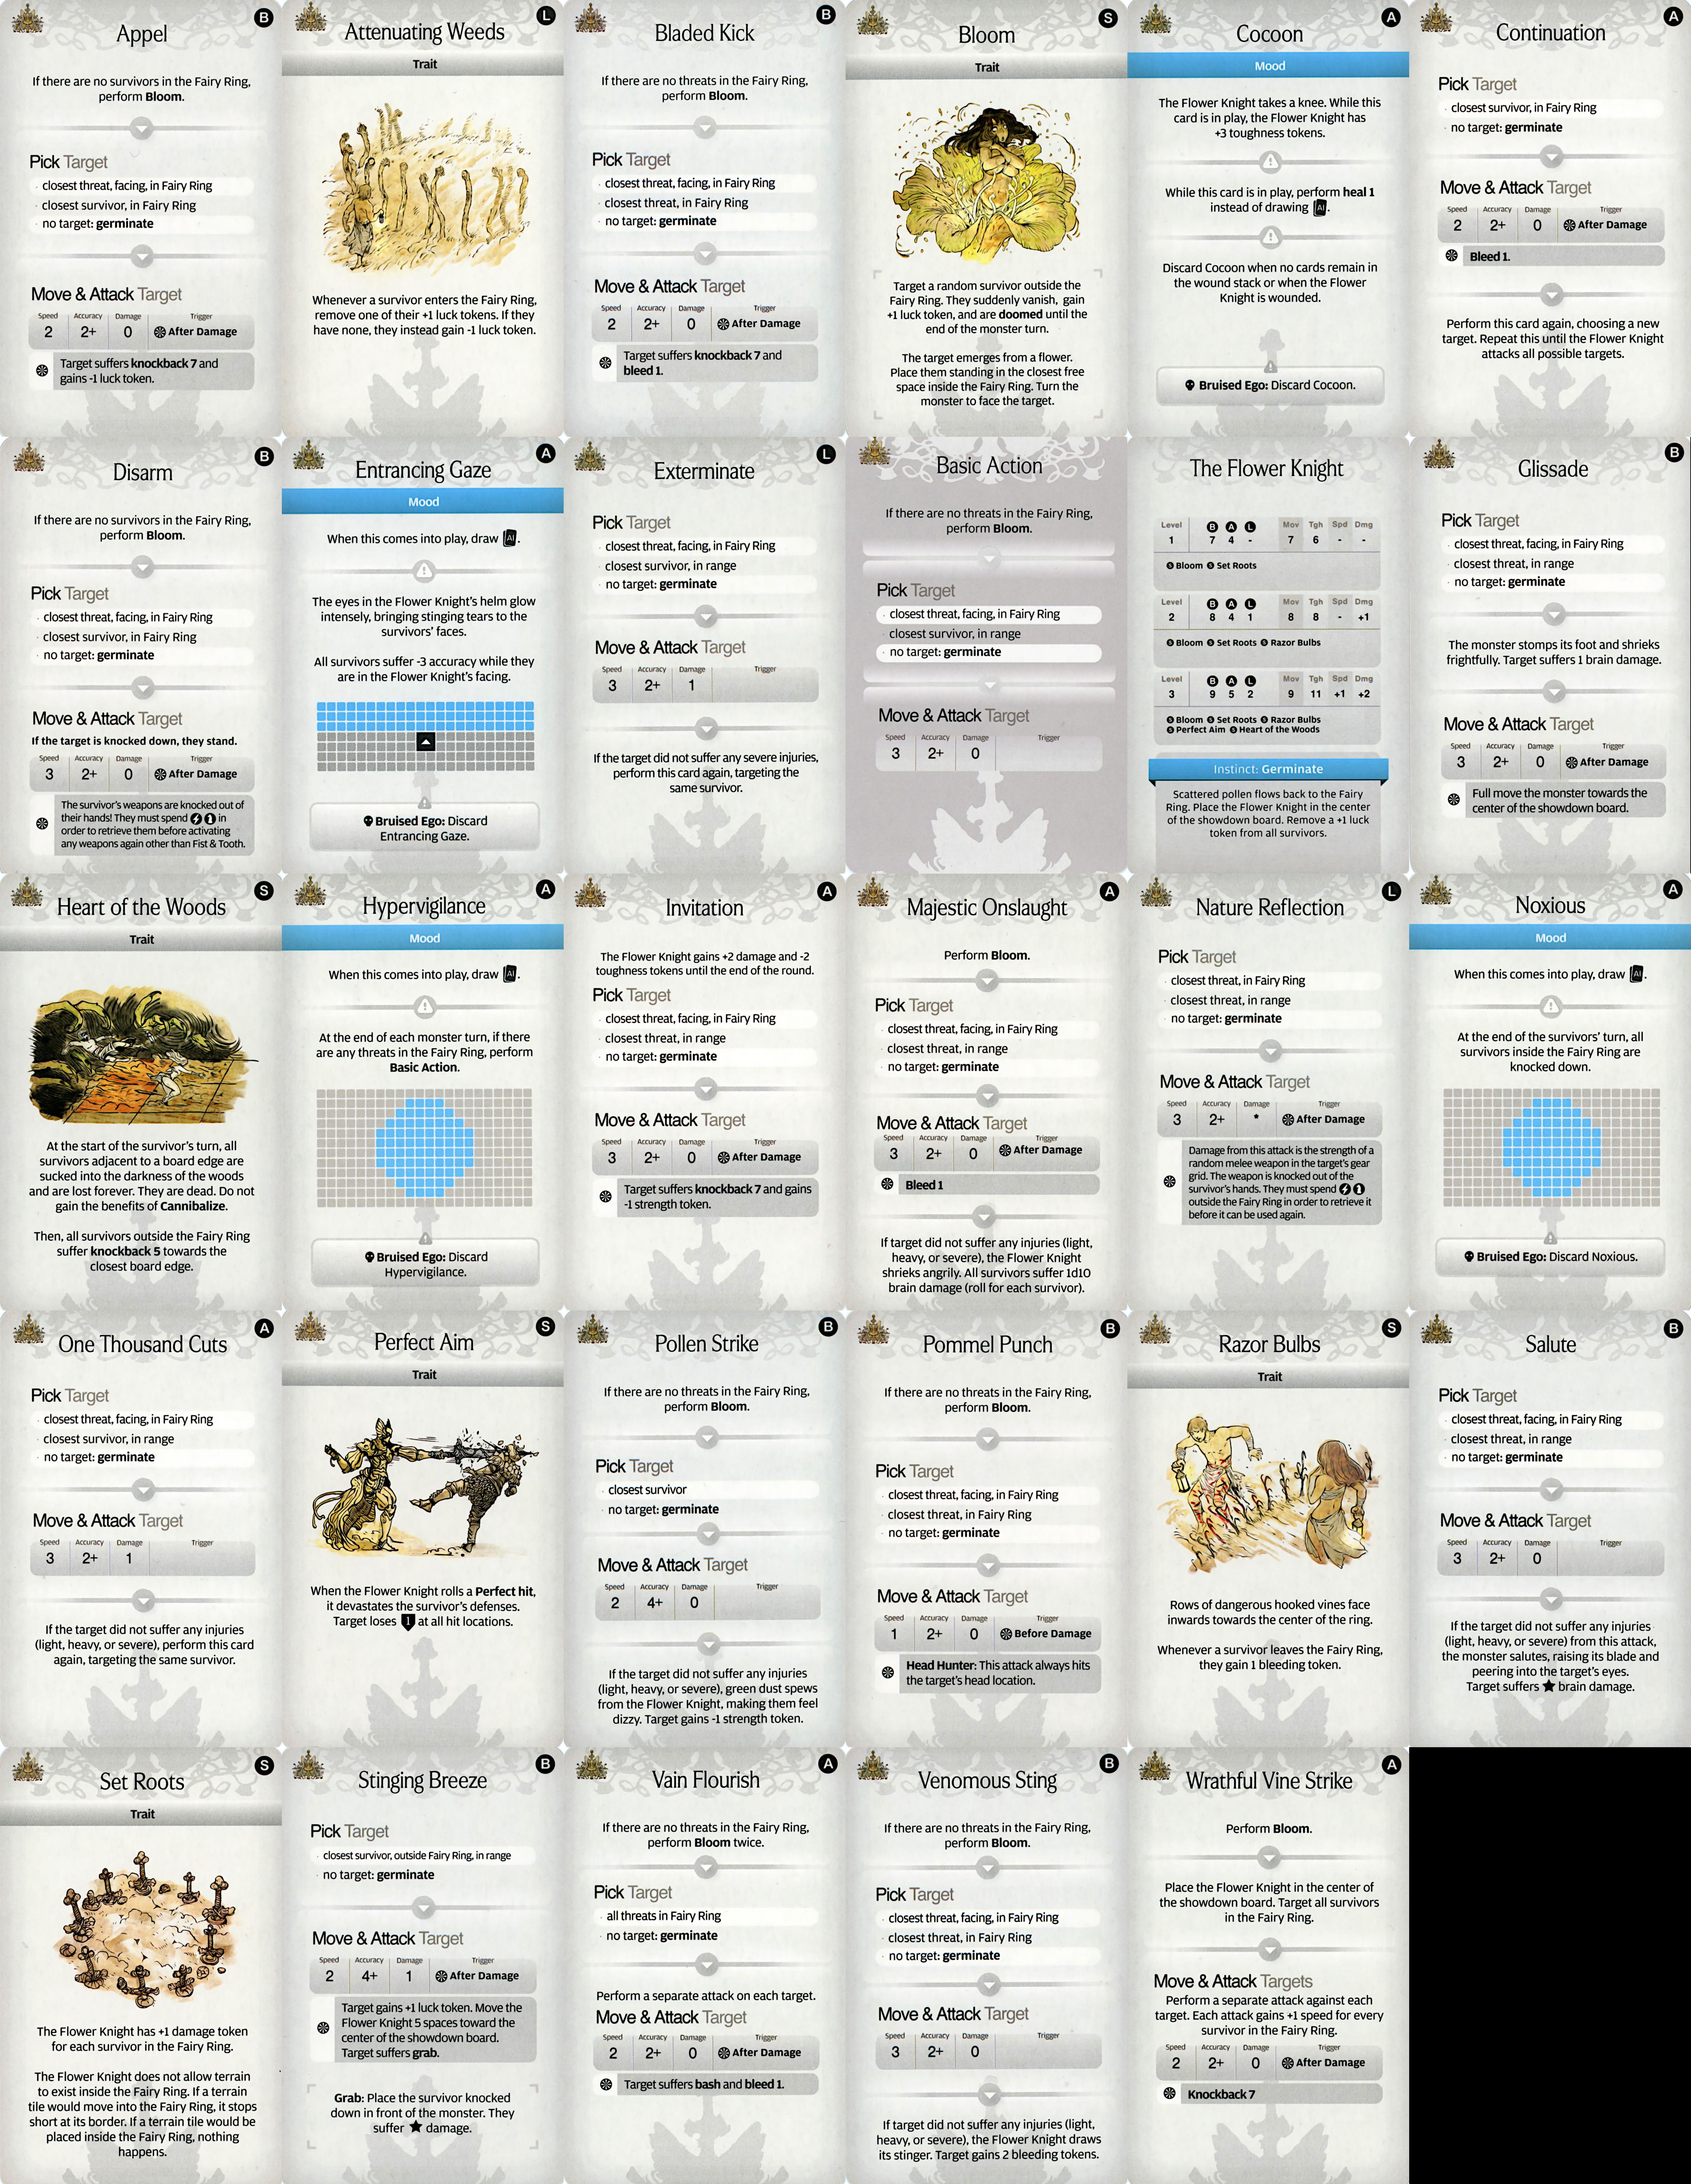 Appel
B
If there are no survivors in the Fairy Ring,
perform Bloom.
Pick Target
· closest threat, facing, in Fairy Ring
· closest survivor, in Fairy Ring
· no target: germinate
Move & Attack Target
Speed Accuracy Damage Trigger
2 2+ 0 After Damage
Target suffers knockback 7 and
gains -1 luck token.
Attenuating Weeds
L
Trait
Whenever a survivor enters the Fairy Ring,
remove one of their +1 luck tokens. If they
have none, they instead gain -1 luck token.
Bladed Kick
B
If there are no threats in the Fairy Ring,
perform Bloom.
Pick Target
· closest threat, facing, in Fairy Ring
· closest threat, in Fairy Ring
· no target: germinate
Move & Attack Target
Speed Accuracy Damage Trigger
2 2+ 0 After Damage
Target suffers knockback 7 and
bleed 1.
Bloom
S
Trait
Target a random survivor outside the
Fairy Ring. They suddenly vanish, gain
+1 luck token, and are doomed until the
end of the monster turn.
The target emerges from a flower.
Place them standing in the closest free
space inside the Fairy Ring. Turn the
monster to face the target.
Cocoon
A
Mood
The Flower Knight takes a knee. While this
card is in play, the Flower Knight has
+3 toughness tokens.
While this card is in play, perform heal 1
instead of drawing AI.
Discard Cocoon when no cards remain in
the wound stack or when the Flower
Knight is wounded.
Bruised Ego: Discard Cocoon.
Continuation
A
Pick Target
· closest survivor, in Fairy Ring
· no target: germinate
Move & Attack Target
Speed Accuracy Damage Trigger
2 2+ 0 After Damage
Bleed 1.
Perform this card again, choosing a new
target. Repeat this until the Flower Knight
attacks all possible targets.
Disarm
B
If there are no survivors in the Fairy Ring,
perform Bloom.
Pick Target
· closest threat, facing, in Fairy Ring
· closest survivor, in Fairy Ring
· no target: germinate
Move & Attack Target
If the target is knocked down, they stand.
Speed Accuracy Damage Trigger
3 2+ 0 After Damage
The survivor's weapons are knocked out of
their hands! They must spend 1 in
order to retrieve them before activating
any weapons again other than Fist & Tooth.
Entrancing Gaze
A
Mood
When this comes into play, draw AI.
The eyes in the Flower Knight's helm glow
intensely, bringing stinging tears to the
survivors' faces.
All survivors suffer -3 accuracy while they
are in the Flower Knight's facing.
Bruised Ego: Discard
Entrancing Gaze.
Exterminate
L
Pick Target
· closest threat, facing, in Fairy Ring
· closest survivor, in range
· no target: germinate
Move & Attack Target
Speed Accuracy Damage Trigger
3 2+ 1
If the target did not suffer any severe injuries,
perform this card again, targeting the
same survivor.
Basic Action
If there are no threats in the Fairy Ring,
perform Bloom.
Pick Target
· closest threat, facing, in Fairy Ring
· closest survivor, in range
· no target: germinate
Move & Attack Target
Speed Accuracy Damage Trigger
3 2+ 0
The Flower Knight
Level B A L Mov Tgh Spd Dmg
1 7 4 - 7 6 - -
S Bloom S Set Roots
Level B A L Mov Tgh Spd Dmg
2 8 4 1 8 8 - +1
S Bloom S Set Roots S Razor Bulbs
Level B A L Mov Tgh Spd Dmg
3 9 5 2 9 11 +1 +2
S Bloom S Set Roots S Razor Bulbs
S Perfect Aim S Heart of the Woods
Instinct: Germinate
Scattered pollen flows back to the Fairy
Ring. Place the Flower Knight in the center
of the showdown board. Remove a +1 luck
token from all survivors.
Glissade
B
Pick Target
· closest threat, facing, in Fairy Ring
· closest threat, in range
· no target: germinate
The monster stomps its foot and shrieks
frightfully. Target suffers 1 brain damage.
Move & Attack Target
Speed Accuracy Damage Trigger
3 2+ 0 After Damage
Full move the monster towards the
center of the showdown board.
Heart of the Woods
S
Trait
At the start of the survivor's turn, all
survivors adjacent to a board edge are
sucked into the darkness of the woods
and are lost forever. They are dead. Do not
gain the benefits of Cannibalize.
Then, all survivors outside the Fairy Ring
suffer knockback 5 towards the
closest board edge.
Hypervigilance
A
Mood
When this comes into play, draw AI.
At the end of each monster turn, if there
are any threats in the Fairy Ring, perform
Basic Action.
Bruised Ego: Discard
Hypervigilance.
Invitation
A
The Flower Knight gains +2 damage and -2
toughness tokens until the end of the round.
Pick Target
· closest threat, facing, in Fairy Ring
· closest threat, in range
· no target: germinate
Move & Attack Target
Speed Accuracy Damage Trigger
3 2+ 0 After Damage
Target suffers knockback 7 and gains
-1 strength token.
Majestic Onslaught
A
Perform Bloom.
Pick Target
· closest threat, facing, in Fairy Ring
· closest threat, in range
· no target: germinate
Move & Attack Target
Speed Accuracy Damage Trigger
3 2+ 0 After Damage
Bleed 1
If target did not suffer any injuries (light,
heavy, or severe), the Flower Knight
shrieks angrily. All survivors suffer 1d10
brain damage (roll for each survivor).
Nature Reflection
L
Pick Target
· closest threat, in Fairy Ring
· closest threat, in range
· no target: germinate
Move & Attack Target
Speed Accuracy Damage Trigger
3 2+ * After Damage
Damage from this attack is the strength of a
random melee weapon in the target's gear
grid. The weapon is knocked out of the
survivor's hands. They must spend 1
outside the Fairy Ring in order to retrieve it
before it can be used again.
Noxious
A
Mood
When this comes into play, draw AI.
At the end of the survivors' turn, all
survivors inside the Fairy Ring are
knocked down.
Bruised Ego: Discard Noxious.
One Thousand Cuts
A
Pick Target
· closest threat, facing, in Fairy Ring
· closest survivor, in range
· no target: germinate
Move & Attack Target
Speed Accuracy Damage Trigger
3 2+ 1
If the target did not suffer any injuries
(light, heavy, or severe), perform this card
again, targeting the same survivor.
Perfect Aim
S
Trait
When the Flower Knight rolls a Perfect hit,
it devastates the survivor's defenses.
Target loses 1 at all hit locations.
Pollen Strike
B
If there are no threats in the Fairy Ring,
perform Bloom.
Pick Target
· closest survivor
· no target: germinate
Move & Attack Target
Speed Accuracy Damage Trigger
2 4+ 0
If the target did not suffer any injuries
(light, heavy, or severe), green dust spews
from the Flower Knight, making them feel
dizzy. Target gains -1 strength token.
Pommel Punch
B
If there are no threats in the Fairy Ring,
perform Bloom.
Pick Target
· closest threat, facing, in Fairy Ring
· closest threat, in Fairy Ring
· no target: germinate
Move & Attack Target
Speed Accuracy Damage Trigger
1 2+ 0 Before Damage
Head Hunter: This attack always hits
the target's head location.
Razor Bulbs
S
Trait
Rows of dangerous hooked vines face
inwards towards the center of the ring.
Whenever a survivor leaves the Fairy Ring,
they gain 1 bleeding token.
Salute
B
Pick Target
· closest threat, facing, in Fairy Ring
· closest threat, in range
· no target: germinate
Move & Attack Target
Speed Accuracy Damage Trigger
3 2+ 0
If the target did not suffer any injuries
(light, heavy, or severe) from this attack,
the monster salutes, raising its blade and
peering into the target's eyes.
Target suffers ★ brain damage.
Set Roots
S
Trait
The Flower Knight has +1 damage token
for each survivor in the Fairy Ring.
The Flower Knight does not allow terrain
to exist inside the Fairy Ring. If a terrain
tile would move into the Fairy Ring, it stops
short at its border. If a terrain tile would be
placed inside the Fairy Ring, nothing
happens.
Stinging Breeze
B
Pick Target
· closest survivor, outside Fairy Ring, in range
· no target: germinate
Move & Attack Target
Speed Accuracy Damage Trigger
2 4+ 1 After Damage
Target gains +1 luck token. Move the
Flower Knight 5 spaces toward the
center of the showdown board.
Target suffers grab.
Grab: Place the survivor knocked
down in front of the monster. They
suffer ★ damage.
Vain Flourish
A
If there are no threats in the Fairy Ring,
perform Bloom twice.
Pick Target
· all threats in Fairy Ring
· no target: germinate
Perform a separate attack on each target.
Move & Attack Target
Speed Accuracy Damage Trigger
2 2+ 0 After Damage
Target suffers bash and bleed 1.
Venomous Sting
B
If there are no threats in the Fairy Ring,
perform Bloom.
Pick Target
· closest threat, facing, in Fairy Ring
· closest threat, in Fairy Ring
· no target: germinate
Move & Attack Target
Speed Accuracy Damage Trigger
3 2+ 0
If target did not suffer any injuries (light,
heavy, or severe), the Flower Knight draws
its stinger. Target gains 2 bleeding tokens.
Wrathful Vine Strike
A
Perform Bloom.
Place the Flower Knight in the center of
the showdown board. Target all survivors
in the Fairy Ring.
Move & Attack Targets
Perform a separate attack against each
target. Each attack gains +1 speed for every
survivor in the Fairy Ring.
Speed Accuracy Damage Trigger
2 2+ 0 After Damage
Knockback 7